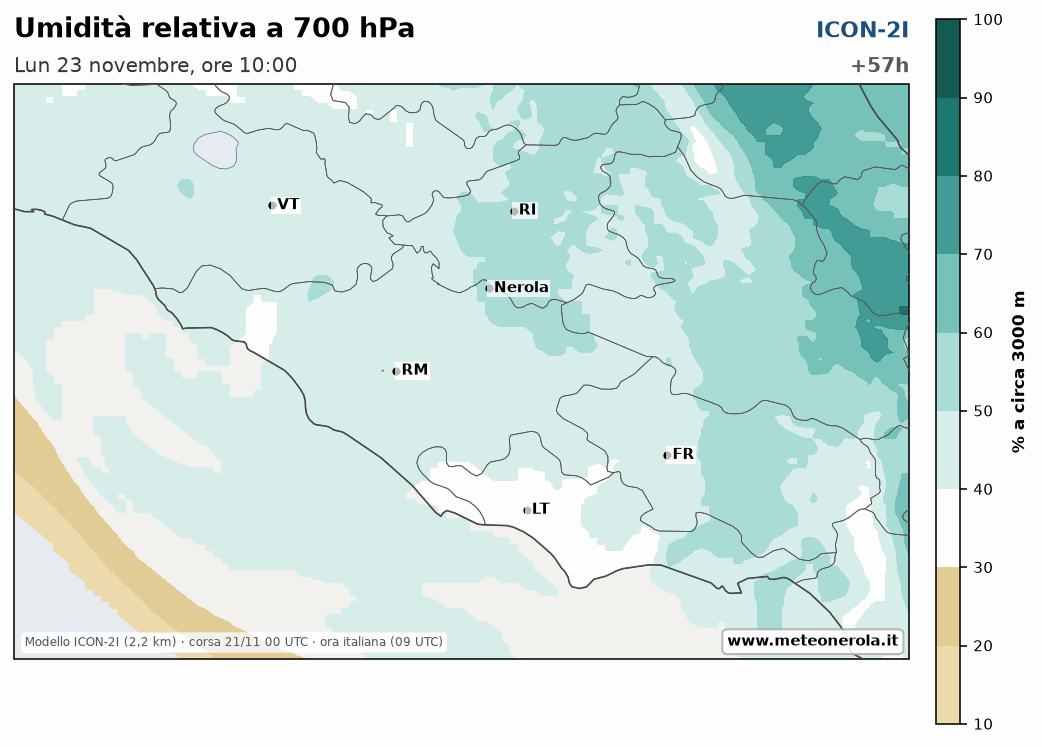 Umidità relativa a 700 hPa
ICON-2I
Lun 23 novembre, ore 10:00
+57h
100
90
80
70
60
50
40
30
20
10
% a circa 3000 m
VT
RI
Nerola
RM
FR
LT
Modello ICON-2I (2,2 km) · corsa 21/11 00 UTC · ora italiana (09 UTC)
www.meteonerola.it